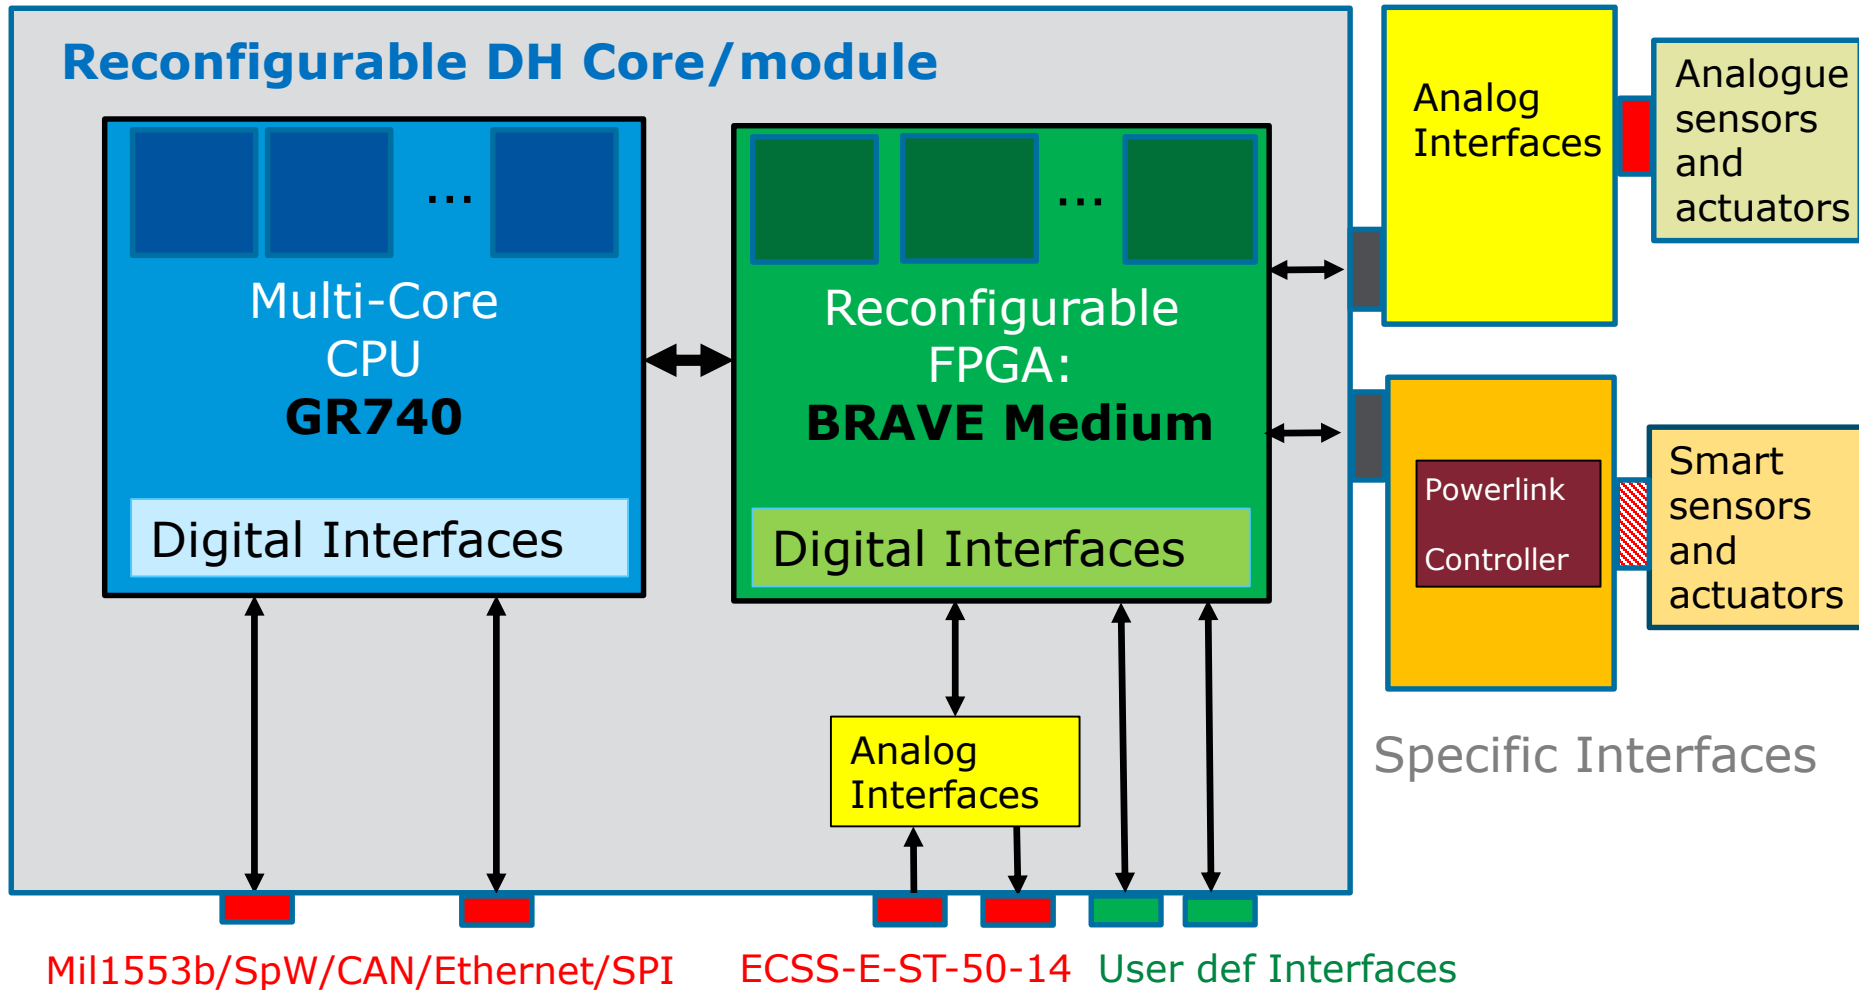 Reconfigurable DH Core/module
...
Multi-Core
CPU
GR740
Digital Interfaces
...
Reconfigurable
FPGA:
BRAVE Medium
Digital Interfaces
Analog
Interfaces
Analog
Interfaces
Analogue
sensors
and
actuators
Powerlink
Controller
Smart
sensors
and
actuators
Specific Interfaces
Mil1553b/SpW/CAN/Ethernet/SPI
ECSS-E-ST-50-14
User def Interfaces